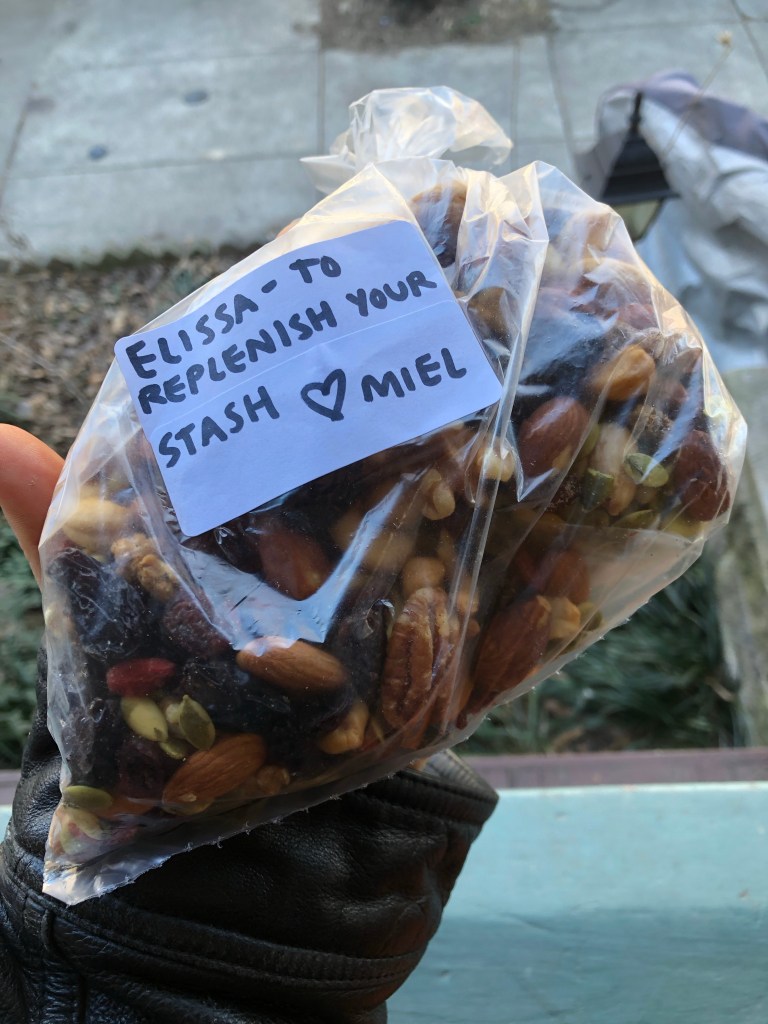 ELISSA - TO
REPLENISH YOUR
STASH ♡ MIEL